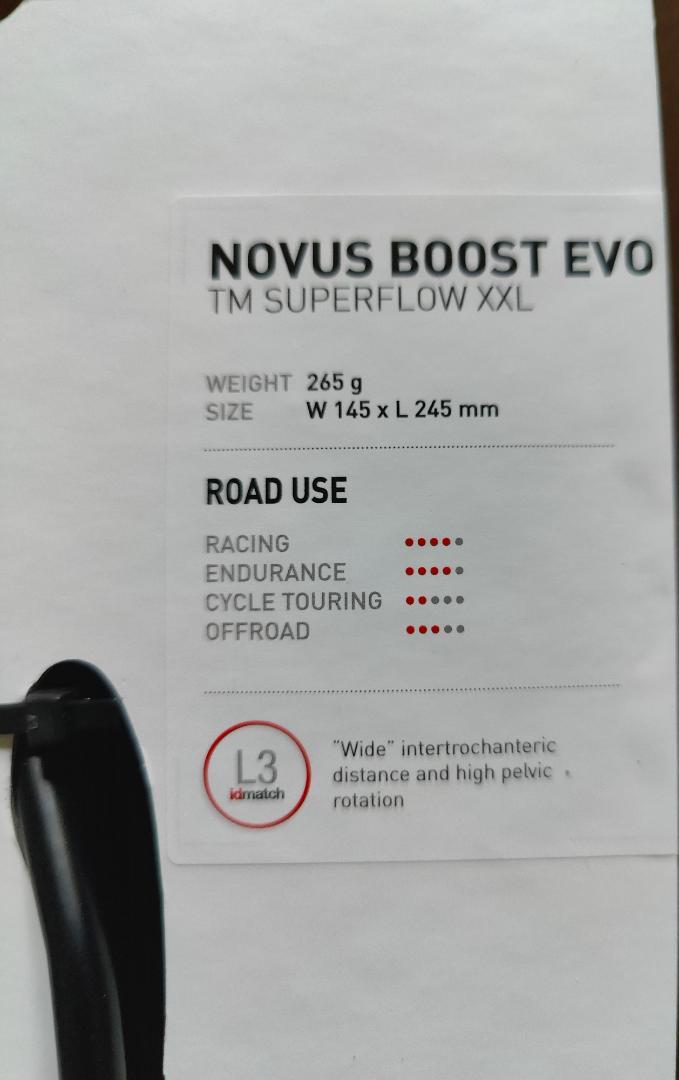 NOVUS BOOST EVO
TM SUPERFLOW XXL
WEIGHT 265 g
SIZE W 145 x L 245 mm
ROAD USE
RACING
ENDURANCE
CYCLE TOURING
OFFROAD
L3
idmatch
"Wide" intertrochanteric
distance and high pelvic
rotation